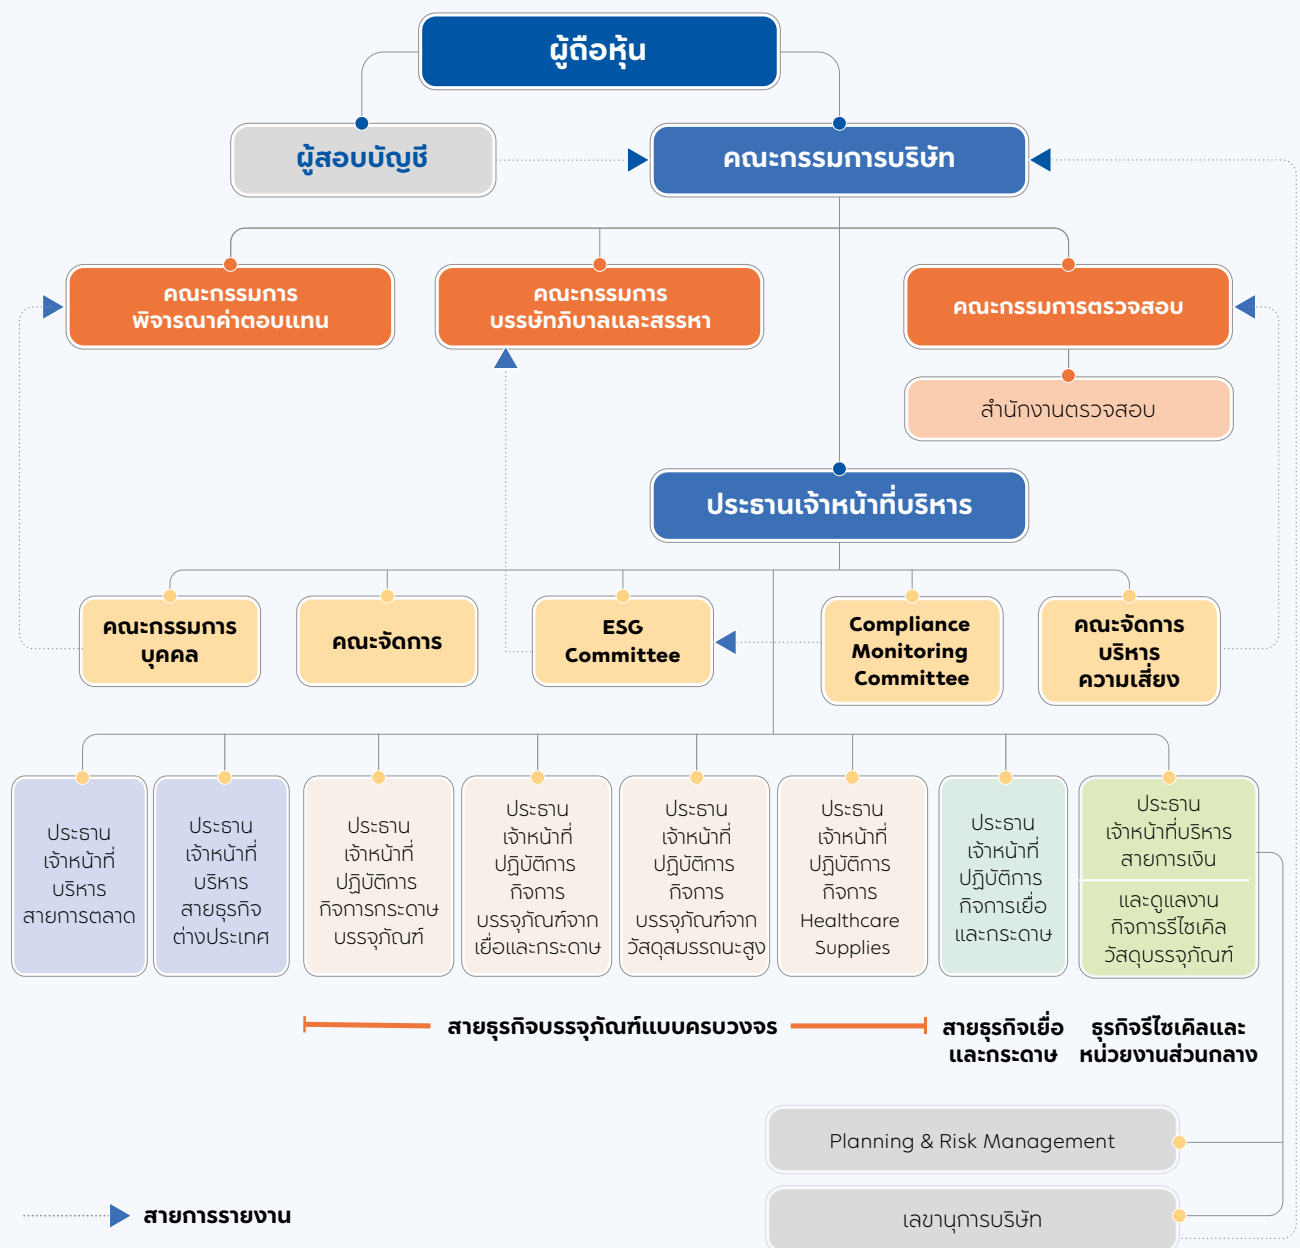 ผู้ถือหุ้น
ผู้สอบบัญชี
คณะกรรมการบริษัท
คณะกรรมการ
พิจารณาค่าตอบแทน
คณะกรรมการ
บรรษัทภิบาลและสรรหา
คณะกรรมการตรวจสอบ
สำนักงานตรวจสอบ
ประธานเจ้าหน้าที่บริหาร
คณะกรรมการ
บุคคล
คณะจัดการ
ESG
Committee
Compliance
Monitoring
Committee
คณะจัดการ
บริหาร
ความเสี่ยง
ประธาน
เจ้าหน้าที่
บริหาร
สายการตลาด
ประธาน
เจ้าหน้าที่
บริหาร
สายธุรกิจ
ต่างประเทศ
ประธาน
เจ้าหน้าที่
ปฏิบัติการ
กิจการกระดาษ
บรรจุภัณฑ์
ประธาน
เจ้าหน้าที่
ปฏิบัติการ
กิจการ
บรรจุภัณฑ์จาก
เยื่อและกระดาษ
ประธาน
เจ้าหน้าที่
ปฏิบัติการ
กิจการ
บรรจุภัณฑ์จาก
วัสดุสมรรถนะสูง
ประธาน
เจ้าหน้าที่
ปฏิบัติการ
กิจการ
Healthcare
Supplies
ประธาน
เจ้าหน้าที่
ปฏิบัติการ
กิจการเยื่อ
และกระดาษ
ประธาน
เจ้าหน้าที่บริหาร
สายการเงิน
และดูแลงาน
กิจการรีไซเคิล
วัสดุบรรจุภัณฑ์
สายธุรกิจบรรจุภัณฑ์แบบครบวงจร
สายธุรกิจเยื่อ
และกระดาษ
ธุรกิจรีไซเคิลและ
หน่วยงานส่วนกลาง
Planning & Risk Management
เลขานุการบริษัท
สายการรายงาน